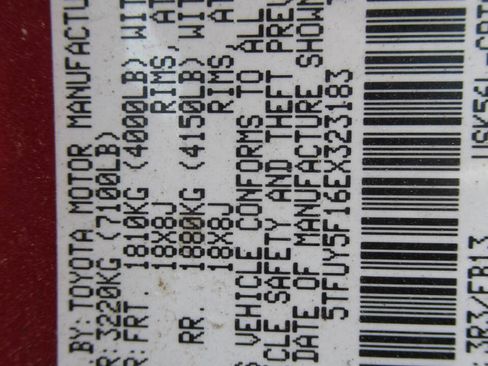 BY: TOYOTA MOTOR MANUFACTU
R: 3220KG (7100LB)
R: FRT. 1810KG (4000LB) WIT
18X8J RIMS, AT
RR. 1880KG (4150LB) WIT
18X8J RIMS, AT
S VEHICLE CONFORMS TO ALL
CLE SAFETY AND THEFT PREV
DATE OF MANUFACTURE SHOWN
5TFUY5F16EX323183
:3R3/FB13